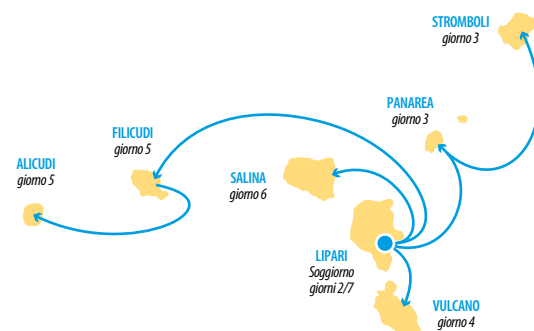 STROMBOLI
giorno 3
PANAREA
giorno 3
FILICUDI
giorno 5
ALICUDI
giorno 5
SALINA
giorno 6
LIPARI
Soggiorno
giorni 2/7
VULCANO
giorno 4